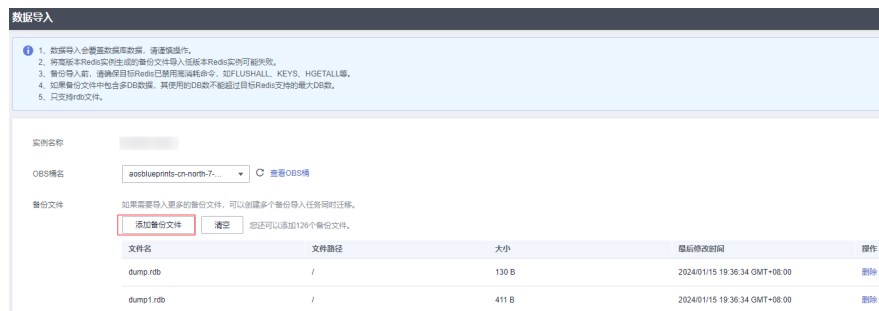 数据导入
1、数据导入会覆盖数据库数据，请谨慎操作。
2、将高版本Redis实例生成的备份文件导入低版本Redis实例可能失败。
3、备份导入前，请确保目标Redis已禁用高消耗命令，如FLUSHALL、KEYS、HGETALL等。
4、如果备份文件中包含多DB数据，其使用的DB数不能超过目标Redis支持的最大DB数。
5、只支持rdb文件。
实例名称
OBS桶名 aosblueprints-cn-north-7-... 查看OBS桶
备份文件 如果需要导入更多的备份文件，可以创建多个备份导入任务同时迁移。
添加备份文件 清空 您还可以添加126个备份文件。
文件名 文件路径 大小 最后修改时间 操作
dump.rdb / 130 B 2024/01/15 19:36:34 GMT+08:00 删除
dump1.rdb / 411 B 2024/01/15 19:36:34 GMT+08:00 删除